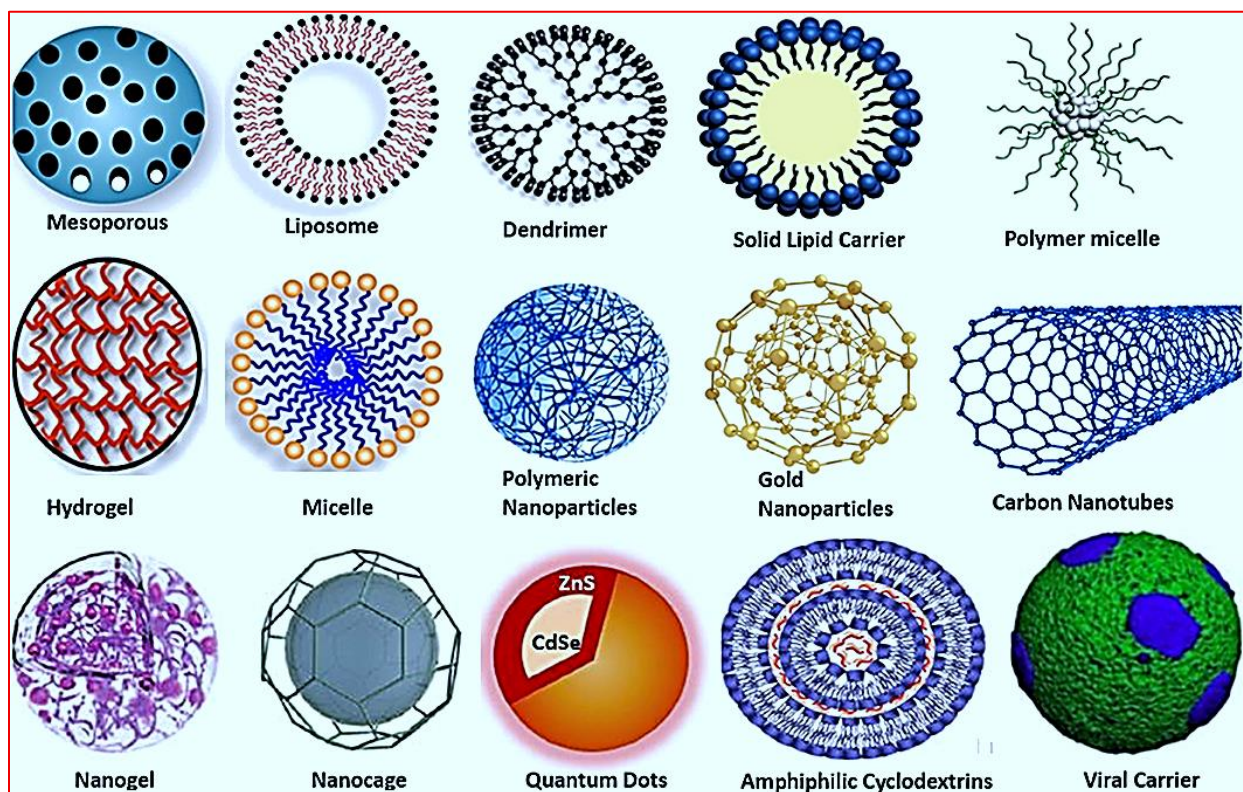 Mesoporous
Liposome
Dendrimer
Solid Lipid Carrier
Polymer micelle
Hydrogel
Micelle
Polymeric
Nanoparticles
Gold
Nanoparticles
Carbon Nanotubes
Nanogel
Nanocage
ZnS
CdSe
Quantum Dots
Amphiphilic Cyclodextrins
Viral Carrier